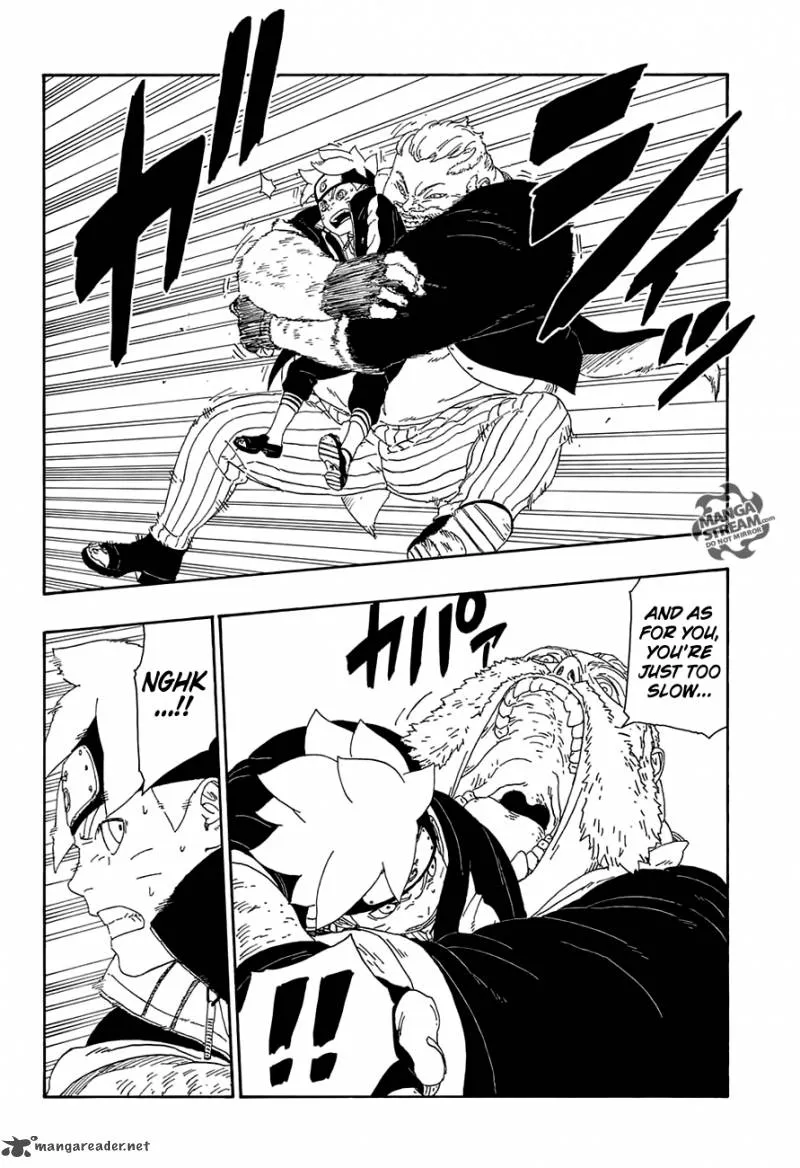 ガシッ
MANGA
STREAM.com
DO NOT MIRROR
AND AS
FOR YOU,
YOU'RE
JUST TOO
SLOW...
カパァ
!!
NGHK
...!!
mangareader.net